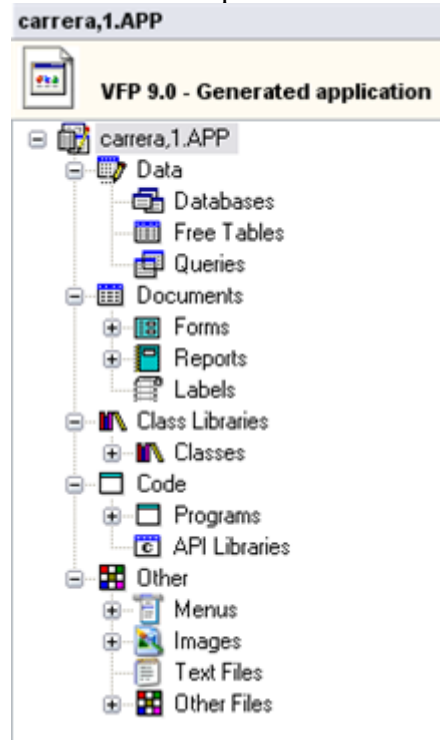 carrera,1.APP
VFP 9.0 - Generated application
carrera,1.APP
Data
Databases
Free Tables
Queries
Documents
Forms
Reports
Labels
Class Libraries
Classes
Code
Programs
API Libraries
Other
Menus
Images
Text Files
Other Files